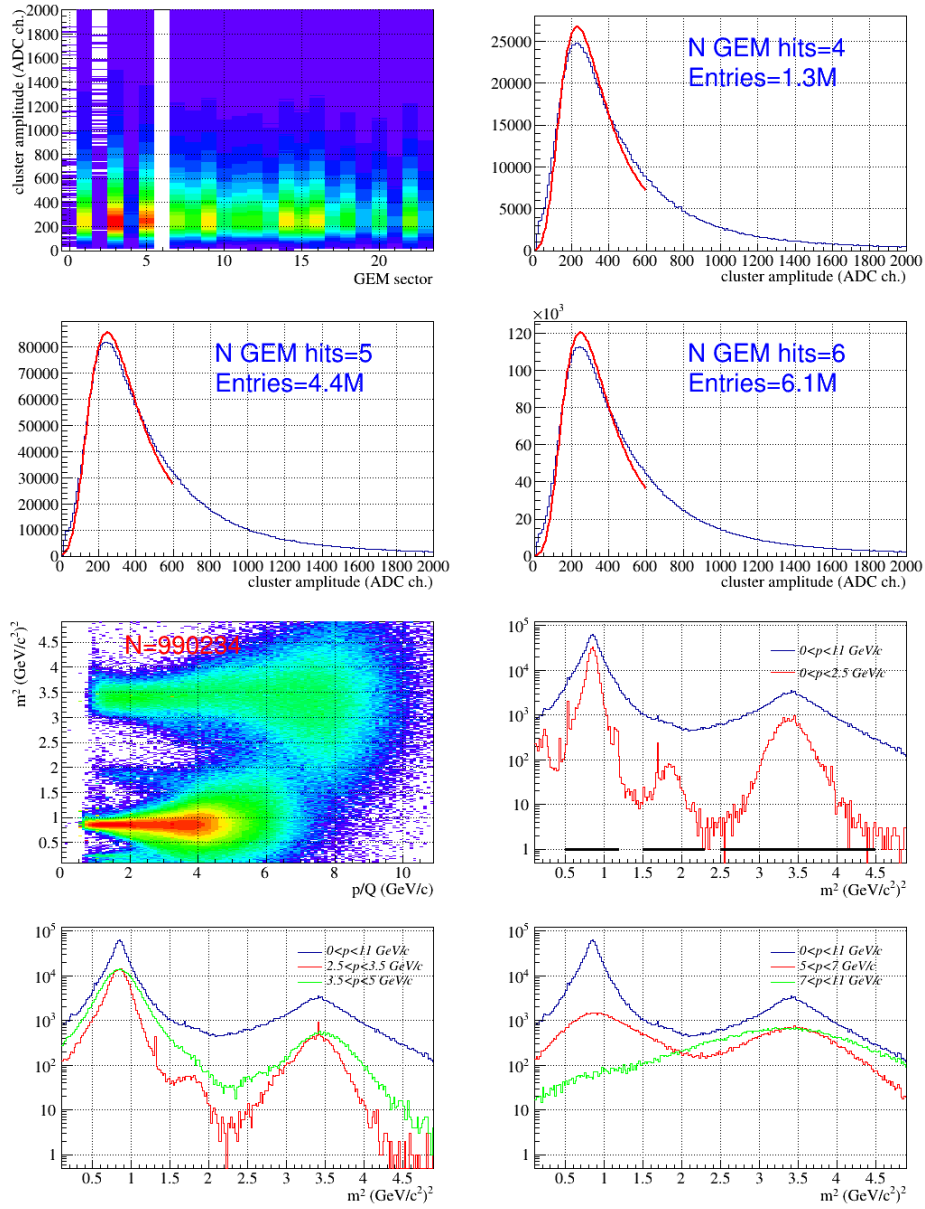 cluster amplitude (ADC ch.)
2000
1800
1600
1400
1200
1000
800
600
400
200
0
0 5 10 15 20
GEM sector
N GEM hits=4
Entries=1.3M
25000
20000
15000
10000
5000
0
0 200 400 600 800 1000 1200 1400 1600 1800 2000
cluster amplitude (ADC ch.)
N GEM hits=5
Entries=4.4M
80000
70000
60000
50000
40000
30000
20000
10000
0
0 200 400 600 800 1000 1200 1400 1600 1800 2000
cluster amplitude (ADC ch.)
×10³
N GEM hits=6
Entries=6.1M
120
100
80
60
40
20
0
0 200 400 600 800 1000 1200 1400 1600 1800 2000
cluster amplitude (ADC ch.)
m² (GeV/c²)²
N=990234
4.5
4
3.5
3
2.5
2
1.5
1
0.5
0 2 4 6 8 10
p/Q (GeV/c)
10⁵
10⁴
10³
10²
10
1
0<p<11 GeV/c
0<p<2.5 GeV/c
0.5 1 1.5 2 2.5 3 3.5 4 4.5
m² (GeV/c²)²
10⁵
10⁴
10³
10²
10
1
0<p<11 GeV/c
2.5<p<3.5 GeV/c
3.5<p<5 GeV/c
0.5 1 1.5 2 2.5 3 3.5 4 4.5
m² (GeV/c²)²
10⁵
10⁴
10³
10²
10
1
0<p<11 GeV/c
5<p<7 GeV/c
7<p<11 GeV/c
0.5 1 1.5 2 2.5 3 3.5 4 4.5
m² (GeV/c²)²